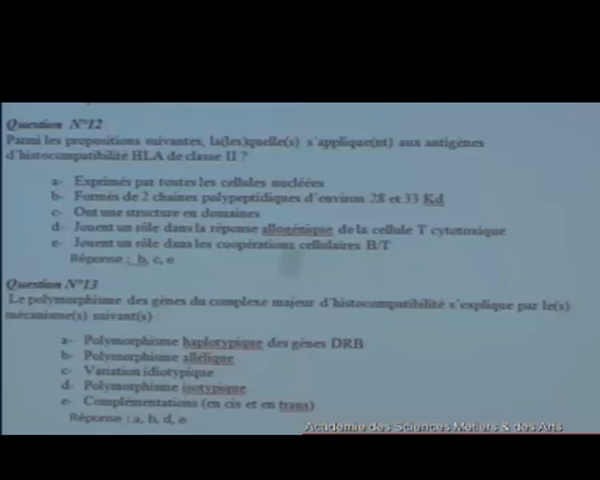 Question N°12
Parmi les propositions suivantes, la(les)quelle(s) s'applique(nt) aux antigènes
d'histocompatibilité HLA de classe II ?
a- Exprimés par toutes les cellules nucléées
b- Formés de 2 chaines polypeptidiques d'environ 28 et 33 Kd
c- Ont une structure en domaines
d- Jouent un rôle dans la réponse allogénique de la cellule T cytotoxique
e- Jouent un rôle dans les coopérations cellulaires B/T
Réponse : b, c, e
Question N°13
Le polymorphisme des gènes du complexe majeur d'histocompatibilité s'explique par le(s)
mécanisme(s) suivant(s)
a- Polymorphisme haplotypique des gènes DRB
b- Polymorphisme allélique
c- Variation idiotypique
d- Polymorphisme isotypique
e- Complémentations (en cis et en trans)
Réponse : a, b, d, e
Académie des Sciences Metiers & des Arts